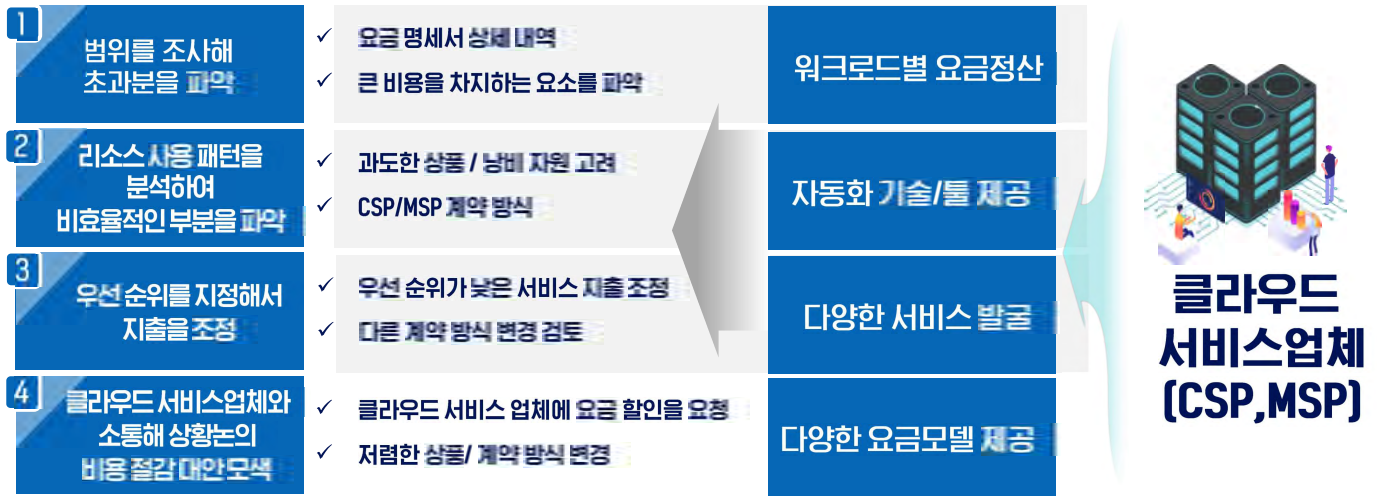 1
범위를 조사해
초과분을 파악
✓ 요금 명세서 상세 내역
✓ 큰 비용을 차지하는 요소를 파악
워크로드별 요금정산
2
리소스 사용 패턴을
분석하여
비효율적인 부분을 파악
✓ 과도한 상품 / 낭비 자원 고려
✓ CSP/MSP 계약 방식
자동화 기술/툴 제공
3
우선 순위를 지정해서
지출을 조정
✓ 우선 순위가 낮은 서비스 지출 조정
✓ 다른 계약 방식 변경 검토
다양한 서비스 발굴
4
클라우드 서비스업체와
소통해 상황논의
비용 절감 대안 모색
✓ 클라우드 서비스 업체에 요금 할인을 요청
✓ 저렴한 상품/ 계약 방식 변경
다양한 요금모델 제공
클라우드
서비스업체
(CSP,MSP)